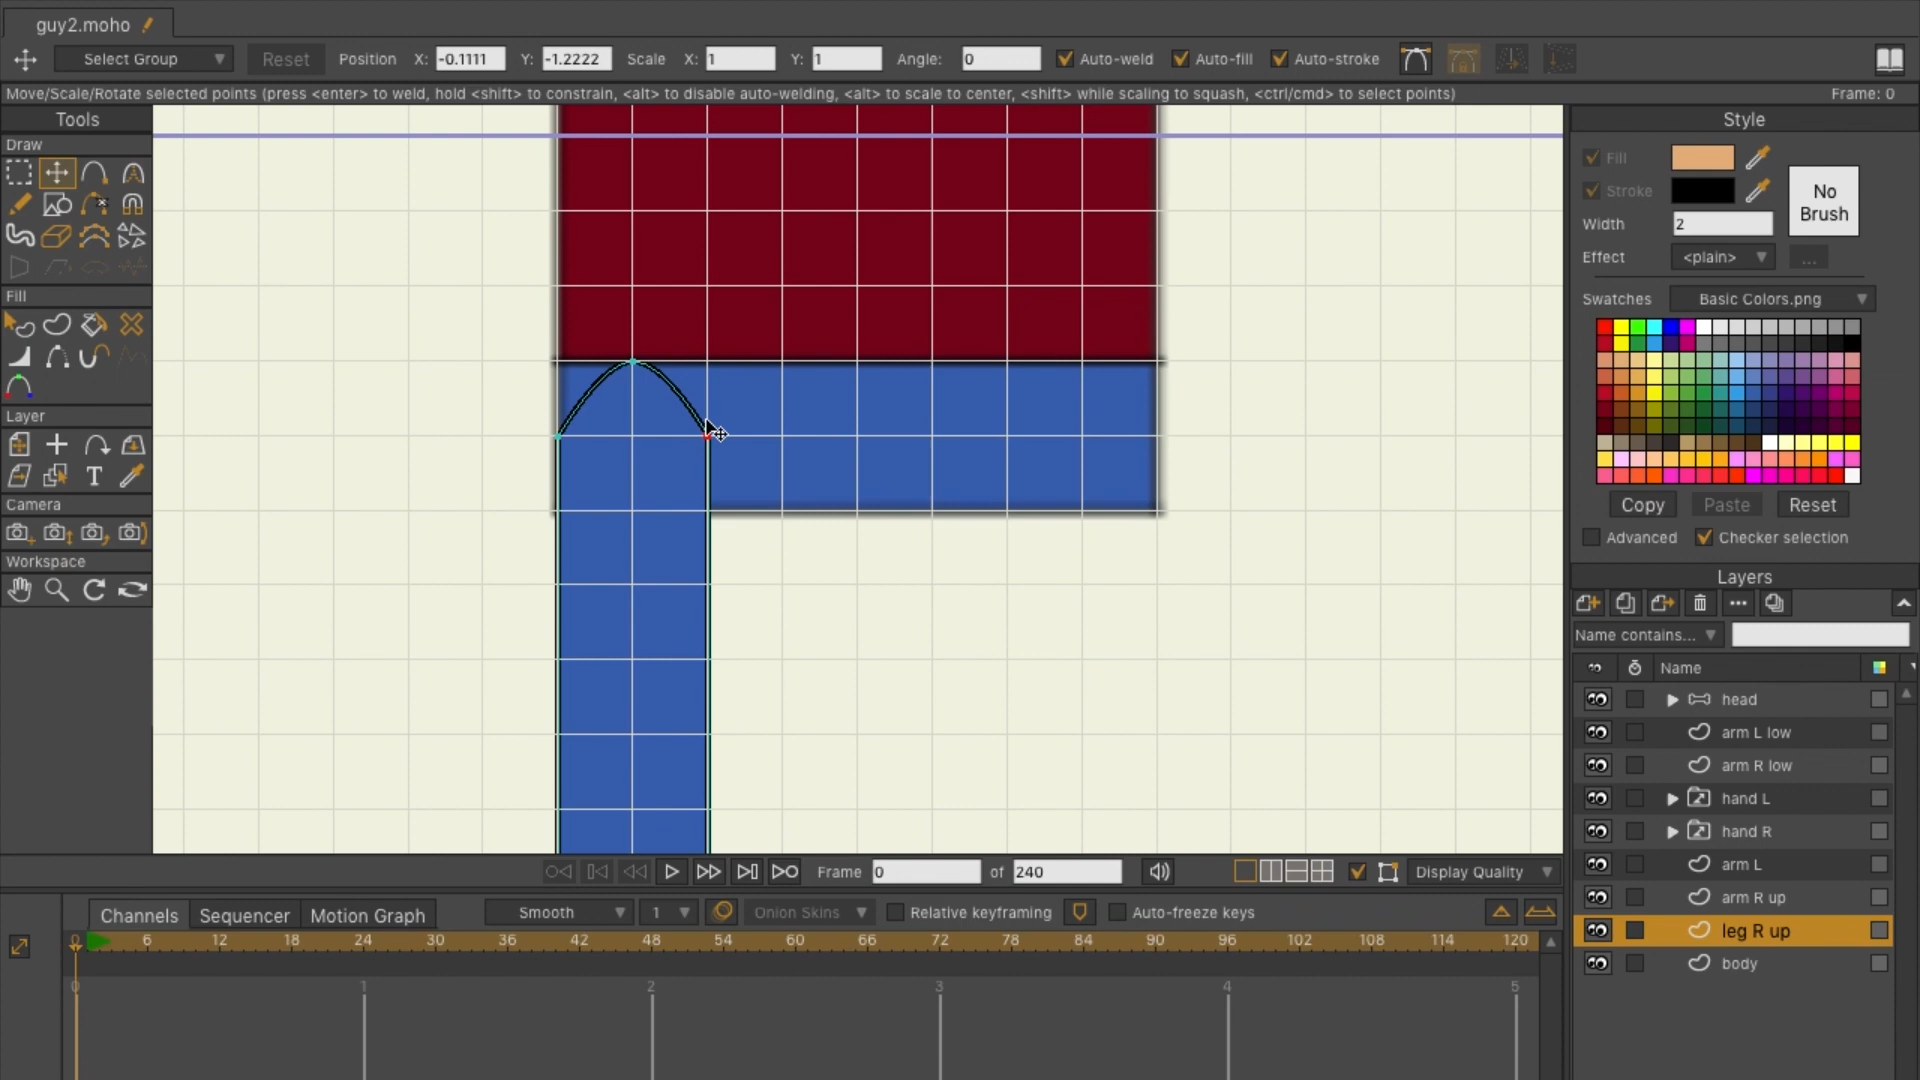 guy2.moho
Select Group Reset Position X: -0.1111 Y: -1.2222 Scale X: 1 Y: 1 Angle: 0 Auto-weld Auto-fill Auto-stroke
Move/Scale/Rotate selected points (press <enter> to weld, hold <shift> to constrain, <alt> to disable auto-welding, <alt> to scale to center, <shift> while scaling to squash, <ctrl/cmd> to select points) Frame: 0
Tools
Draw
Fill
Layer
T
Camera
Workspace
Style
Fill
Stroke
No
Brush
Width 2
Effect <plain> ...
Swatches Basic Colors.png
Copy Paste Reset
Advanced Checker selection
Layers
Name contains...
Name
head
arm L low
arm R low
hand L
hand R
arm L
arm R up
leg R up
body
Frame 0 of 240 Display Quality
Channels Sequencer Motion Graph Smooth 1 Onion Skins Relative keyframing Auto-freeze keys
0 6 12 18 24 30 36 42 48 54 60 66 72 78 84 90 96 102 108 114 120
0 1 2 3 4 5